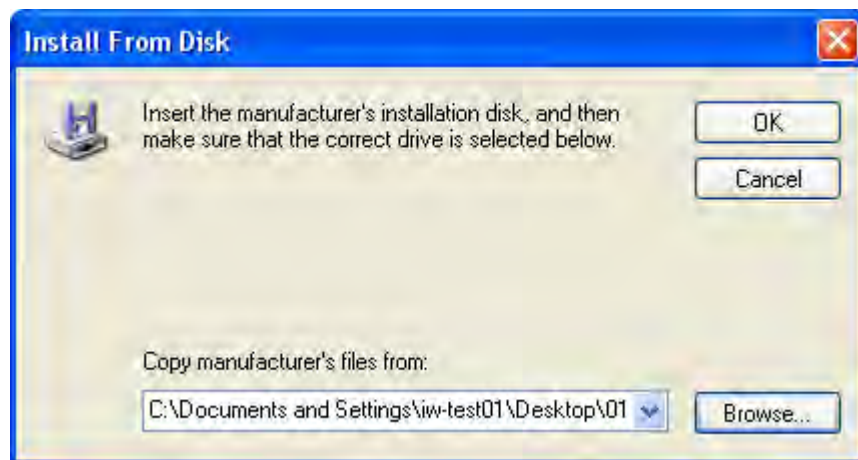 Install From Disk
Insert the manufacturer's installation disk, and then
make sure that the correct drive is selected below.
OK
Cancel
Copy manufacturer's files from:
C:\Documents and Settings\iw-test01\Desktop\01
Browse...